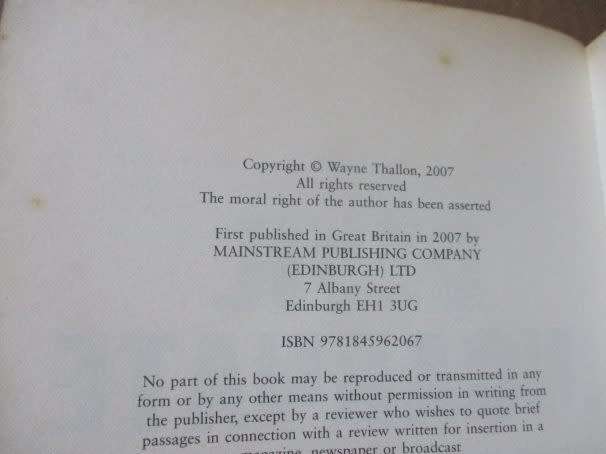 Copyright © Wayne Thallon, 2007
All rights reserved
The moral right of the author has been asserted
First published in Great Britain in 2007 by
MAINSTREAM PUBLISHING COMPANY
(EDINBURGH) LTD
7 Albany Street
Edinburgh EH1 3UG
ISBN 9781845962067
No part of this book may be reproduced or transmitted in any
form or by any other means without permission in writing from
the publisher, except by a reviewer who wishes to quote brief
passages in connection with a review written for insertion in a
magazine, newspaper or broadcast